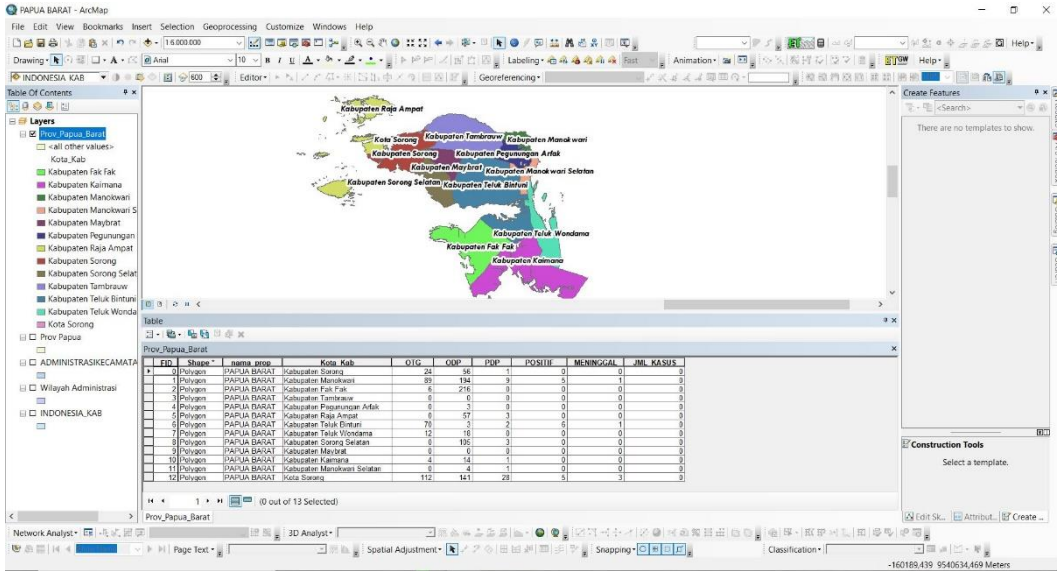 PAPUA BARAT - ArcMap
File Edit View Bookmarks Insert Selection Geoprocessing Customize Windows Help
1:6.000.000
Help
Drawing Arial 10 B I U A Labeling Fast Animation Help
INDONESIA KAB 600 Editor Georeferencing
Table Of Contents
Layers
Prov_Papua_Barat
<all other values>
Kota_Kab
Kabupaten Fak Fak
Kabupaten Kaimana
Kabupaten Manokwari
Kabupaten Manokwari S
Kabupaten Maybrat
Kabupaten Pegunungan
Kabupaten Raja Ampat
Kabupaten Sorong
Kabupaten Sorong Selat
Kabupaten Tambrauw
Kabupaten Teluk Bintuni
Kabupaten Teluk Wonda
Kota Sorong
Prov Papua
ADMINISTRASIKECAMATA
Wilayah Administrasi
INDONESIA_KAB
Kabupaten Raja Ampat
Kota Sorong Kabupaten Tambrauw Kabupaten Manokwari
Kabupaten Sorong Kabupaten Pegunungan Arfak
Kabupaten Maybrat Kabupaten Manokwari Selatan
Kabupaten Sorong Selatan Kabupaten Teluk Bintuni
Kabupaten Teluk Wondama
Kabupaten Fak Fak
Kabupaten Kaimana
Table
Prov_Papua_Barat
FID Shape * nama_prop Kota_Kab OTG ODP PDP POSITIF MENINGGAL JML_KASUS
0 Polygon PAPUA BARAT Kabupaten Sorong 24 56 1 0 0 0
1 Polygon PAPUA BARAT Kabupaten Manokwari 89 194 9 5 1 0
2 Polygon PAPUA BARAT Kabupaten Fak Fak 6 216 0 0 0 0
3 Polygon PAPUA BARAT Kabupaten Tambrauw 0 0 0 0 0 0
4 Polygon PAPUA BARAT Kabupaten Pegunungan Arfak 0 3 0 0 0 0
5 Polygon PAPUA BARAT Kabupaten Raja Ampat 0 57 3 0 0 0
6 Polygon PAPUA BARAT Kabupaten Teluk Bintuni 70 3 2 6 1 0
7 Polygon PAPUA BARAT Kabupaten Teluk Wondama 12 18 0 0 0 0
8 Polygon PAPUA BARAT Kabupaten Sorong Selatan 0 106 3 0 0 0
9 Polygon PAPUA BARAT Kabupaten Maybrat 0 0 0 0 0 0
10 Polygon PAPUA BARAT Kabupaten Kaimana 4 14 1 0 0 0
11 Polygon PAPUA BARAT Kabupaten Manokwari Selatan 0 4 1 0 0 0
12 Polygon PAPUA BARAT Kota Sorong 112 141 28 5 3 0
1 (0 out of 13 Selected)
Prov_Papua_Barat
Create Features
<Search>
There are no templates to show.
Construction Tools
Select a template.
Edit Sk... Attribut... Create ...
Network Analyst 3D Analyst
Page Text Spatial Adjustment Snapping Classification
-160189,439 9540634,469 Meters